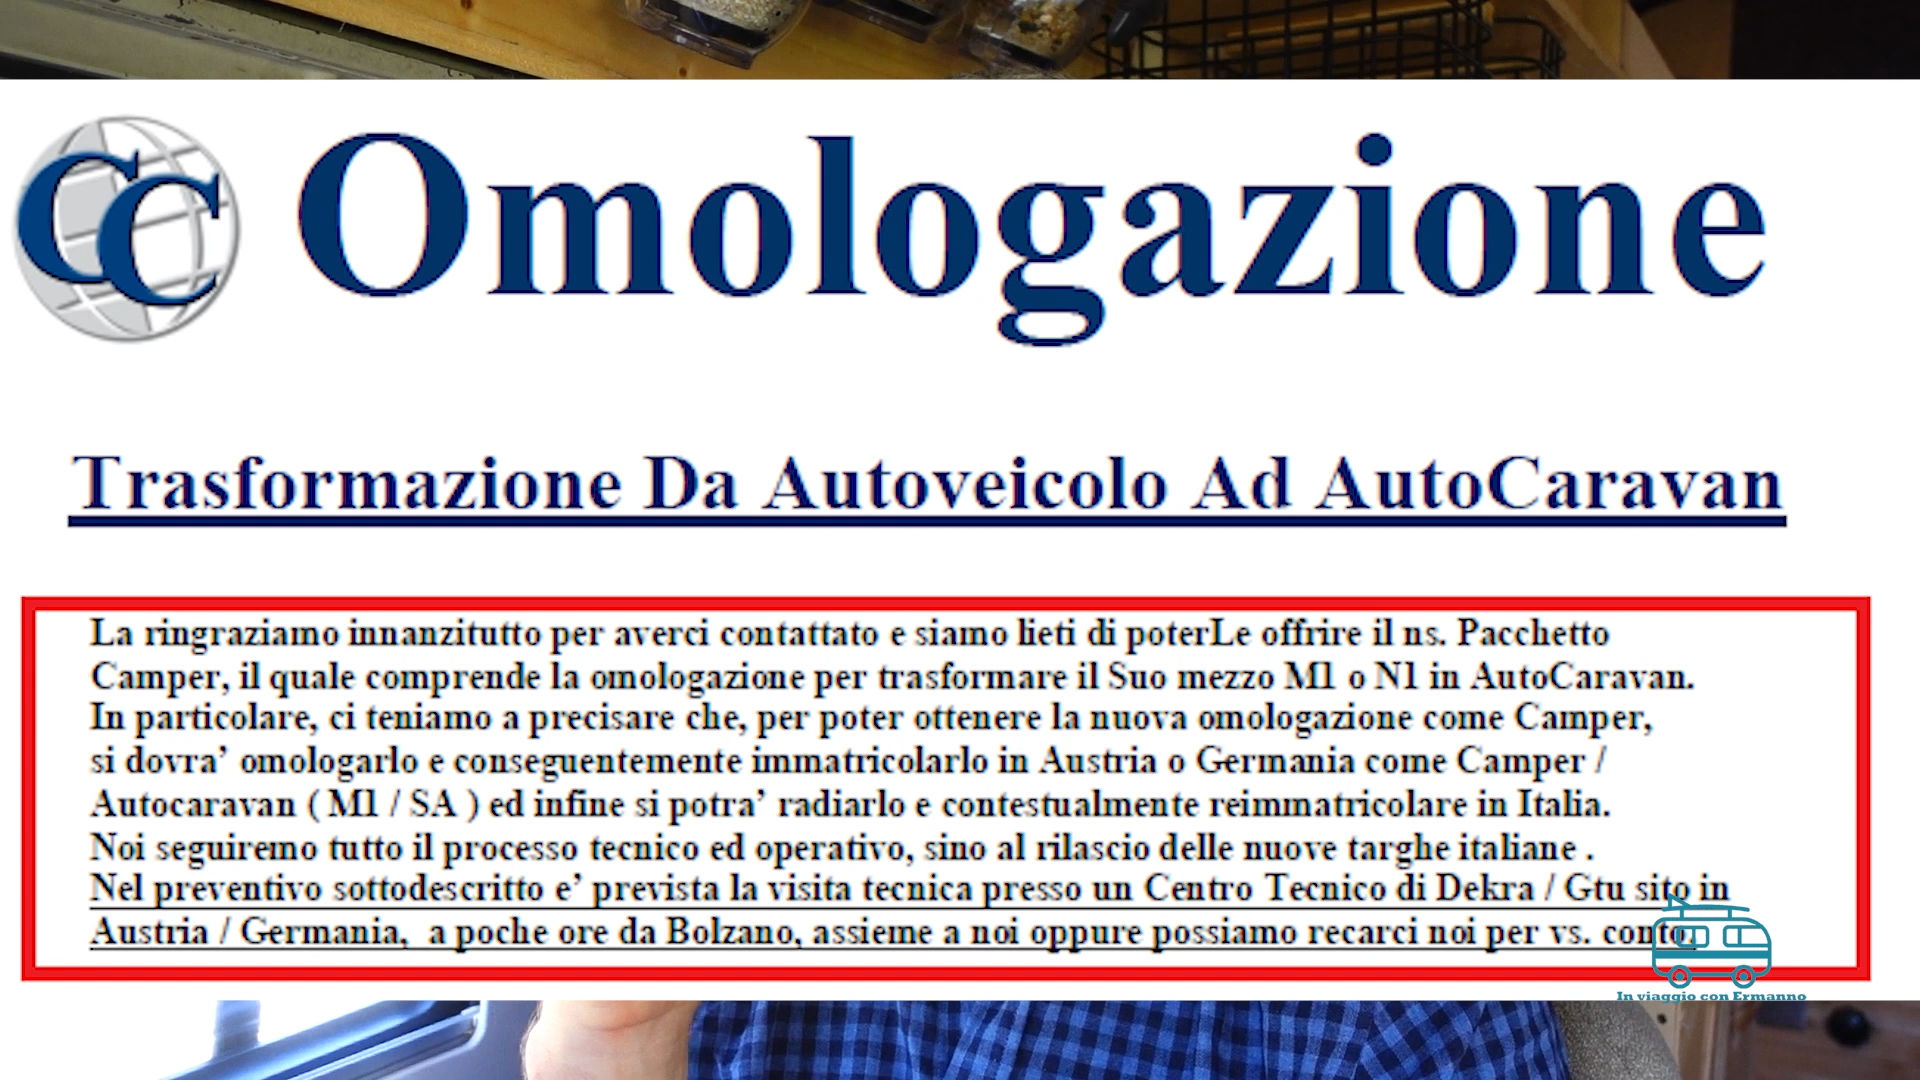 CC Omologazione
Trasformazione Da Autoveicolo Ad AutoCaravan
La ringraziamo innanzitutto per averci contattato e siamo lieti di poterLe offrire il ns. Pacchetto
Camper, il quale comprende la omologazione per trasformare il Suo mezzo M1 o N1 in AutoCaravan.
In particolare, ci teniamo a precisare che, per poter ottenere la nuova omologazione come Camper,
si dovra’ omologarlo e conseguentemente immatricolarlo in Austria o Germania come Camper /
Autocaravan ( M1 / SA ) ed infine si potra’ radiarlo e contestualmente reimmatricolare in Italia.
Noi seguiremo tutto il processo tecnico ed operativo, sino al rilascio delle nuove targhe italiane .
Nel preventivo sottodescritto e’ prevista la visita tecnica presso un Centro Tecnico di Dekra / Gtu sito in
Austria / Germania, a poche ore da Bolzano, assieme a noi oppure possiamo recarci noi per vs. conto.
In viaggio con Ermanno